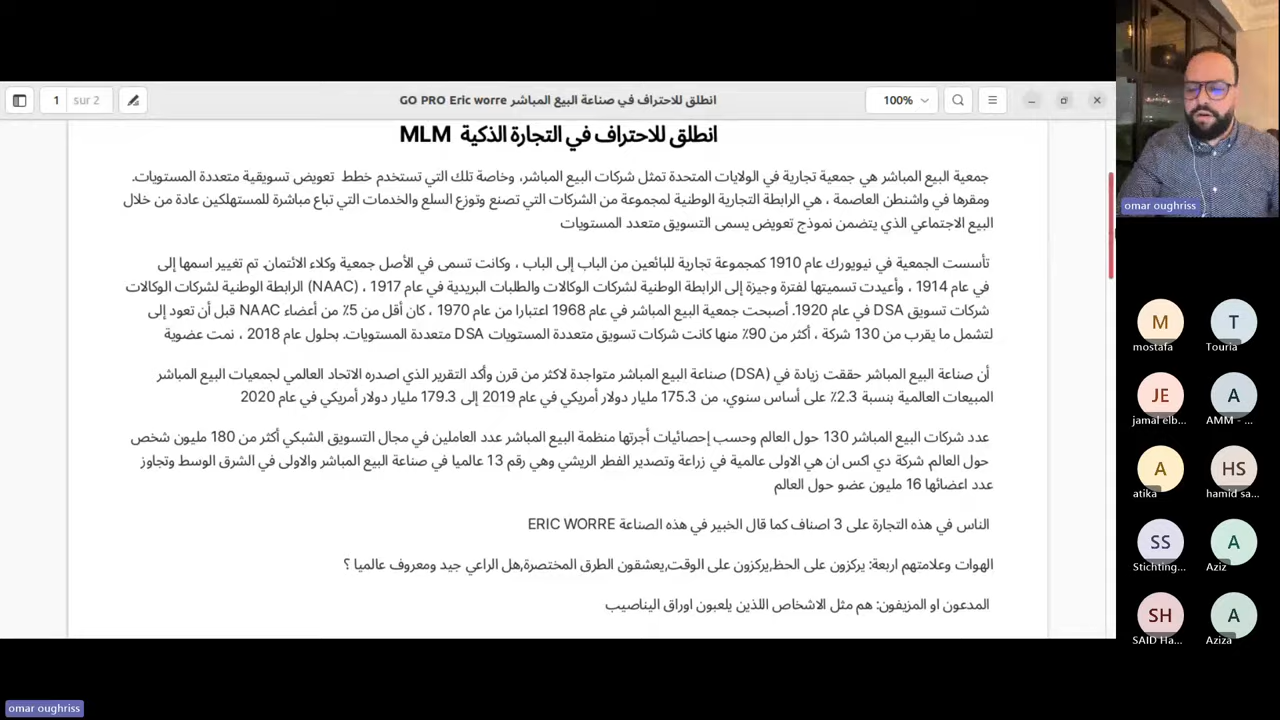 1 sur 2
انطلق للاحتراف في صناعة البيع المباشر GO PRO Eric worre
100%
انطلق للاحتراف في التجارة الذكية MLM
جمعية البيع المباشر هي جمعية تجارية في الولايات المتحدة تمثل شركات البيع المباشر، وخاصة تلك التي تستخدم خطط تعويض تسويقية متعددة المستويات.
ومقرها في واشنطن العاصمة ، هي الرابطة التجارية الوطنية لمجموعة من الشركات التي تصنع وتوزع السلع والخدمات التي تباع مباشرة للمستهلكين عادة من خلال
البيع الاجتماعي الذي يتضمن نموذج تعويض يسمى التسويق متعدد المستويات
تأسست الجمعية في نيويورك عام 1910 كمجموعة تجارية للبائعين من الباب إلى الباب ، وكانت تسمى في الأصل جمعية وكلاء الائتمان. تم تغيير اسمها إلى
في عام 1914 ، وأعيدت تسميتها لفترة وجيزة إلى الرابطة الوطنية لشركات الوكالات والطلبات البريدية في عام 1917 ، (NAAC) الرابطة الوطنية لشركات الوكالات
شركات تسويق DSA في عام 1920. أصبحت جمعية البيع المباشر في عام 1968 اعتبارا من عام 1970 ، كان أقل من 5٪ من أعضاء NAAC قبل أن تعود إلى
لتشمل ما يقرب من 130 شركة ، أكثر من 90٪ منها كانت شركات تسويق متعددة المستويات DSA متعددة المستويات. بحلول عام 2018 ، نمت عضوية
أن صناعة البيع المباشر حققت زيادة في (DSA) صناعة البيع المباشر متواجدة لاكثر من قرن وأكد التقرير الذي اصدره الاتحاد العالمي لجمعيات البيع المباشر
المبيعات العالمية بنسبة 2.3٪ على أساس سنوي، من 175.3 مليار دولار أمريكي في عام 2019 إلى 179.3 مليار دولار أمريكي في عام 2020
عدد شركات البيع المباشر 130 حول العالم وحسب إحصائيات أجرتها منظمة البيع المباشر عدد العاملين في مجال التسويق الشبكي أكثر من 180 مليون شخص
حول العالم. شركة دي اكس ان هي الاولى عالمية في زراعة وتصدير الفطر الريشي وهي رقم 13 عالميا في صناعة البيع المباشر والاولى في الشرق الوسط وتجاوز
عدد اعضائها 16 مليون عضو حول العالم
الناس في هذه التجارة على 3 اصناف كما قال الخبير في هذه الصناعة ERIC WORRE
الهوات وعلامتهم اربعة: يركزون على الحظ,يركزون على الوقت,يعشقون الطرق المختصرة,هل الراعي جيد ومعروف عالميا ؟
المدعون او المزيفون: هم مثل الاشخاص اللذين يلعبون اوراق اليناصيب
omar oughriss
M T
mostafa Touria
JE A
jamal elb... AMM - ...
A HS
atika hamid sa...
SS A
Stichting... Aziz
SH A
SAID Ha... Aziza
omar oughriss